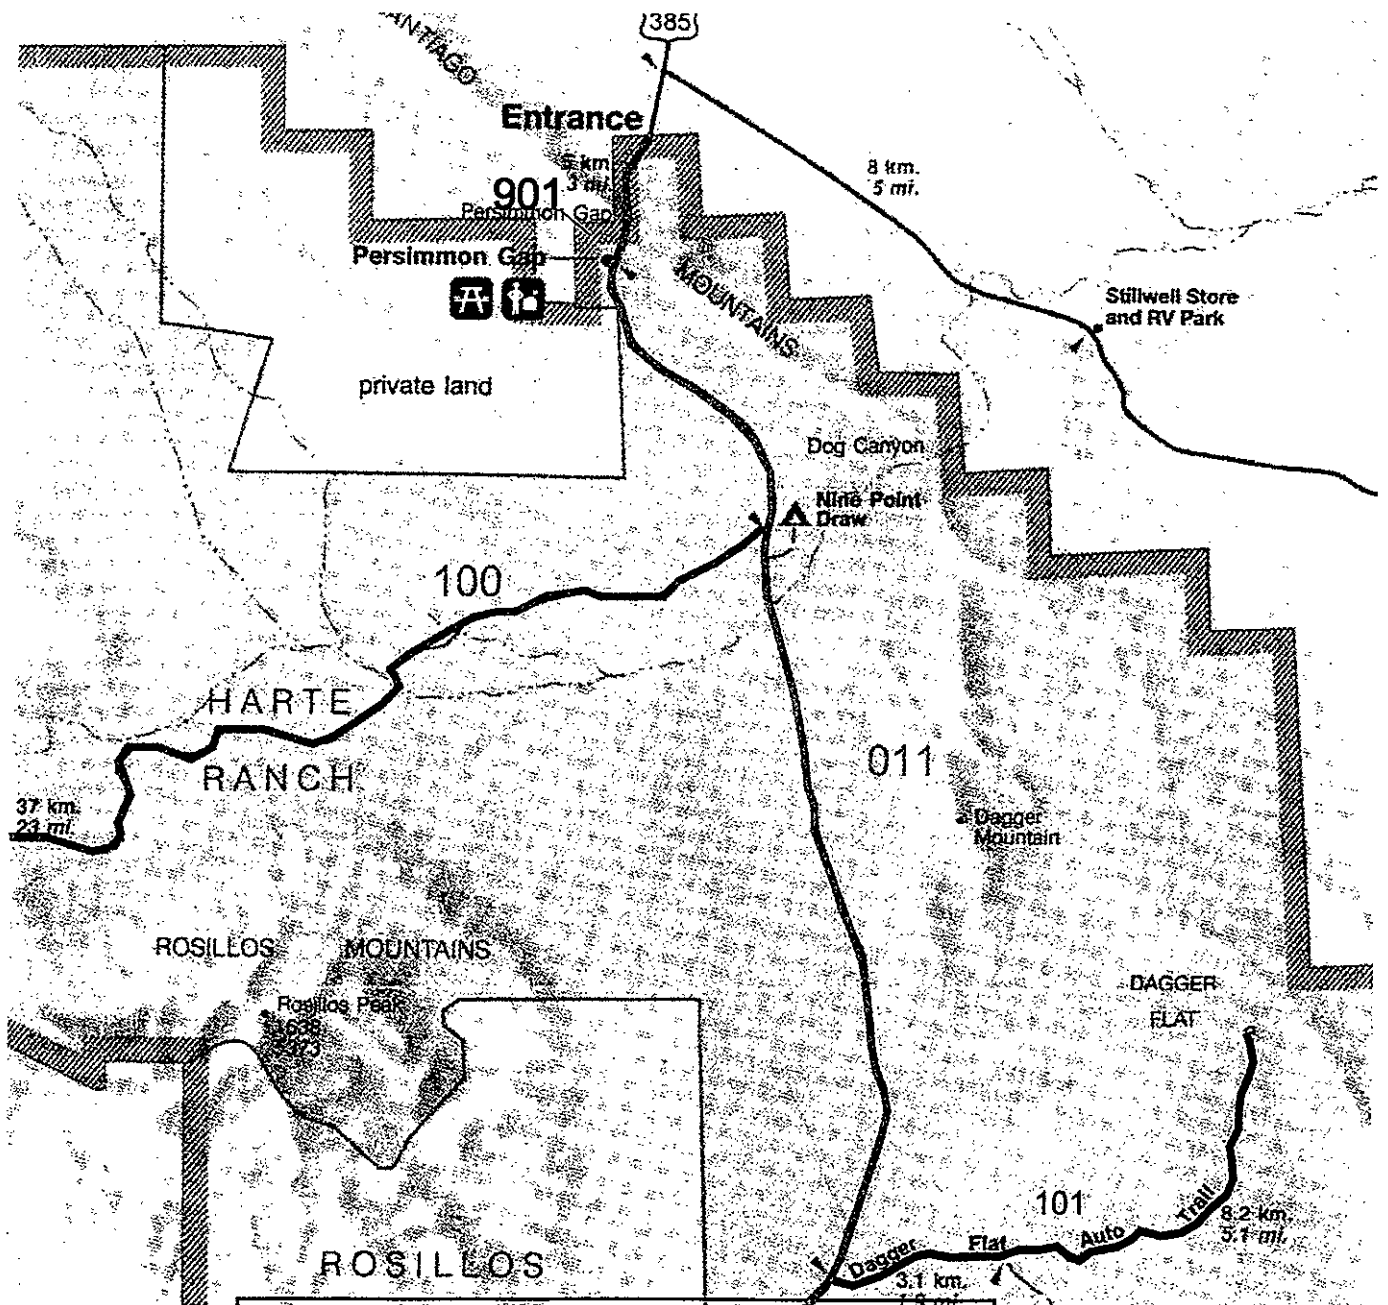 385
SANTIAGO
Entrance
5 km
3 mi.
8 km.
5 mi.
901
Persimmon Gap
Persimmon Gap
MOUNTAINS
Stillwell Store
and RV Park
private land
Dog Canyon
Nine Point
Draw
100
HARTE
RANCH
011
37 km.
23 mi.
Dagger
Mountain
ROSILLOS MOUNTAINS
Rosillos Peak
1638
5373
DAGGER
FLAT
101
Dagger Flat Auto Trail
8.2 km.
5.1 mi.
3.1 km.
ROSILLOS